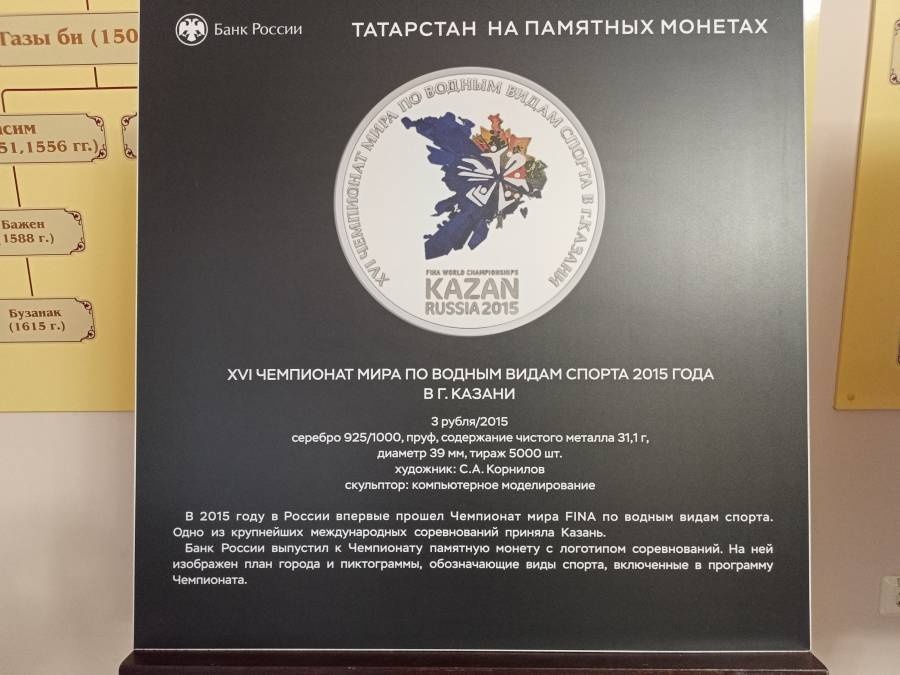 Банк России
ТАТАРСТАН НА ПАМЯТНЫХ МОНЕТАХ
XVI ЧЕМПИОНАТ МИРА ПО ВОДНЫМ ВИДАМ СПОРТА В Г.КАЗАНИ
FINA WORLD CHAMPIONSHIPS
KAZAN
RUSSIA 2015
XVI ЧЕМПИОНАТ МИРА ПО ВОДНЫМ ВИДАМ СПОРТА 2015 ГОДА
В Г. КАЗАНИ
3 рубля/2015
серебро 925/1000, пруф, содержание чистого металла 31,1 г,
диаметр 39 мм, тираж 5000 шт.
художник: С.А. Корнилов
скульптор: компьютерное моделирование
В 2015 году в России впервые прошел Чемпионат мира FINA по водным видам спорта.
Одно из крупнейших международных соревнований приняла Казань.
Банк России выпустил к Чемпионату памятную монету с логотипом соревнований. На ней
изображен план города и пиктограммы, обозначающие виды спорта, включенные в программу
Чемпионата.
Газы би (150
асим
51,1556 гг.)
Бажен
(1588 г.)
Бузанак
(1615 г.)